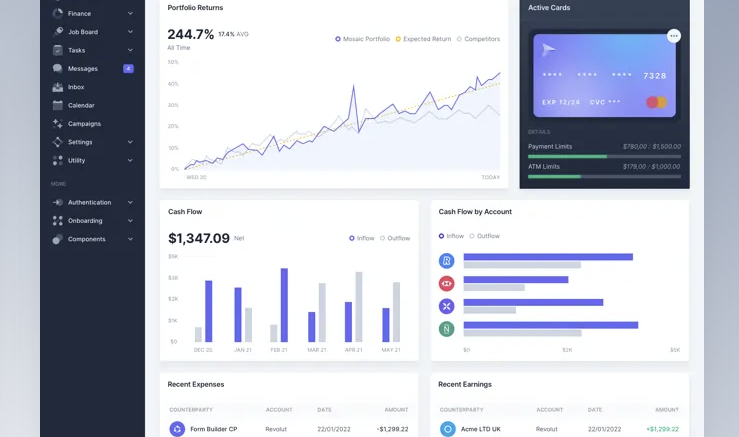 Finance
Job Board
Tasks
Messages 4
Inbox
Calendar
Campaigns
Settings
Utility
MORE
Authentication
Onboarding
Components
Portfolio Returns
244.7% 17.4% AVG
All Time
Mosaic Portfolio Expected Return Competitors
50%
40%
30%
20%
10%
0%
WED 20 TODAY
Active Cards
**** **** **** 7328
EXP 12/24 CVC ***
DETAILS
Payment Limits $780,00 / $1,500.00
ATM Limits $179,00 / $1,000.00
Cash Flow
$1,347.09 Net
Inflow Outflow
$5K
$3K
$2K
$1K
$0
DEC 20 JAN 21 FEB 21 MAR 21 APR 21 MAY 21
Cash Flow by Account
Inflow Outflow
$0 $2K $5K
Recent Expenses
COUNTERPARTY ACCOUNT DATE AMOUNT
Form Builder CP Revolut 22/01/2022 -$1,299.22
Recent Earnings
COUNTERPARTY ACCOUNT DATE AMOUNT
Acme LTD UK Revolut 22/01/2022 +$1,299.22